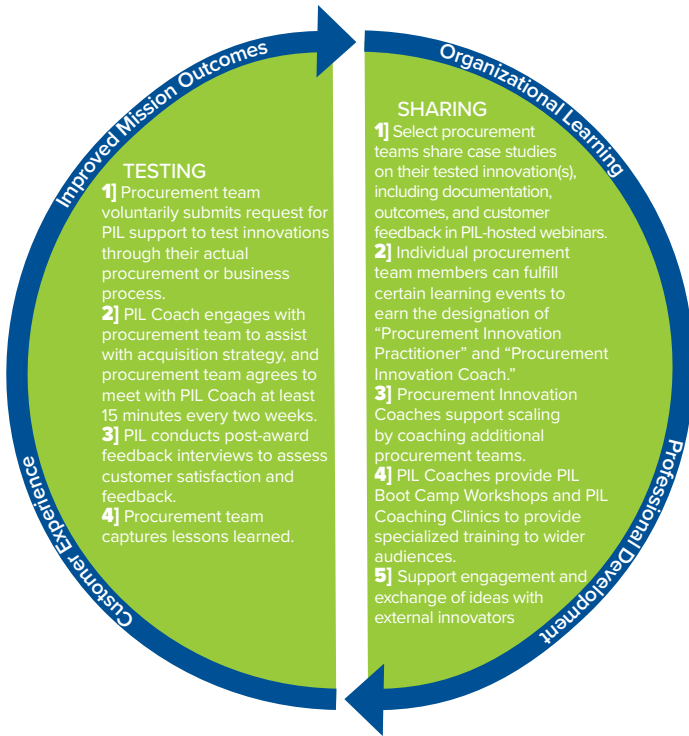 Improved Mission Outcomes
Customer Experience
TESTING
1] Procurement team
voluntarily submits request for
PIL support to test innovations
through their actual
procurement or business
process.
2] PIL Coach engages with
procurement team to assist
with acquisition strategy, and
procurement team agrees to
meet with PIL Coach at least
15 minutes every two weeks.
3] PIL conducts post-award
feedback interviews to assess
customer satisfaction and
feedback.
4] Procurement team
captures lessons learned.
Organizational Learning
Professional Development
SHARING
1] Select procurement
teams share case studies
on their tested innovation(s),
including documentation,
outcomes, and customer
feedback in PIL-hosted webinars.
2] Individual procurement
team members can fulfill
certain learning events to
earn the designation of
“Procurement Innovation
Practitioner” and “Procurement
Innovation Coach.”
3] Procurement Innovation
Coaches support scaling
by coaching additional
procurement teams.
4] PIL Coaches provide PIL
Boot Camp Workshops and PIL
Coaching Clinics to provide
specialized training to wider
audiences.
5] Support engagement and
exchange of ideas with
external innovators